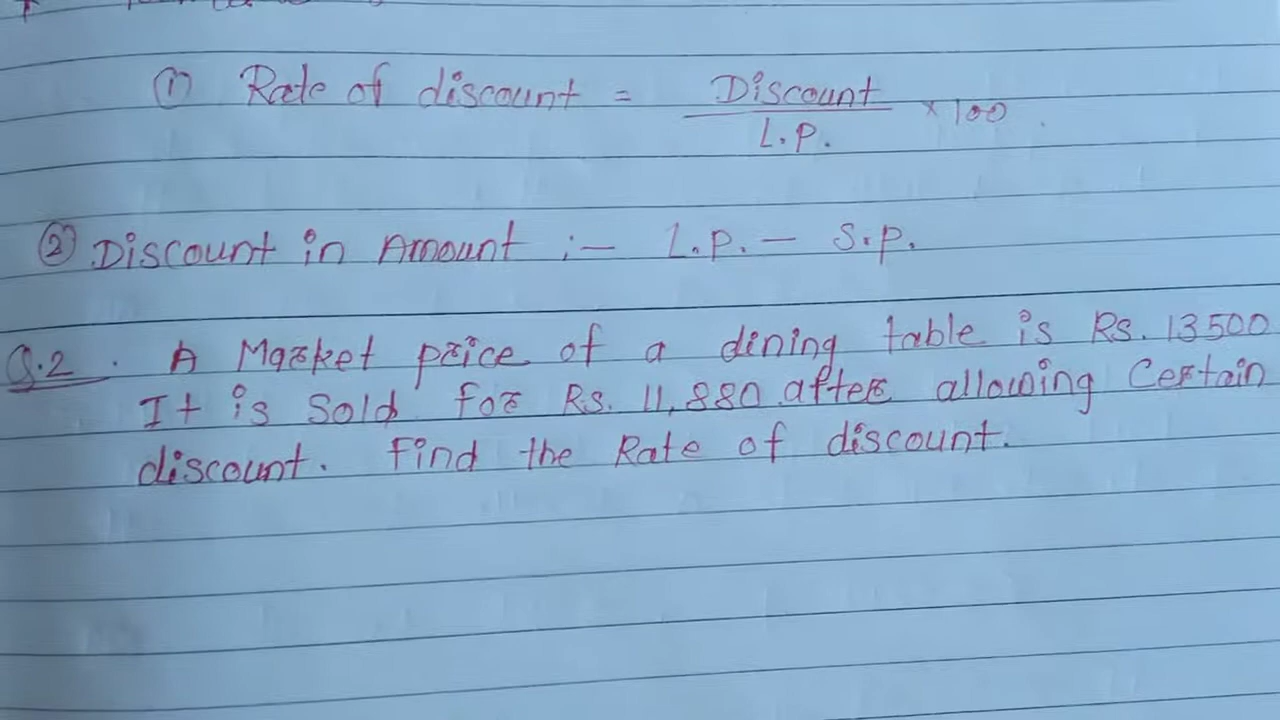 ① Rate of discount = Discount / L.P. × 100
② Discount in Amount :- L.P. - S.P.
Q.2. A Market price of a dining table is Rs. 13500
It is Sold for Rs. 11,880 after allowing Certain
discount. Find the Rate of discount.